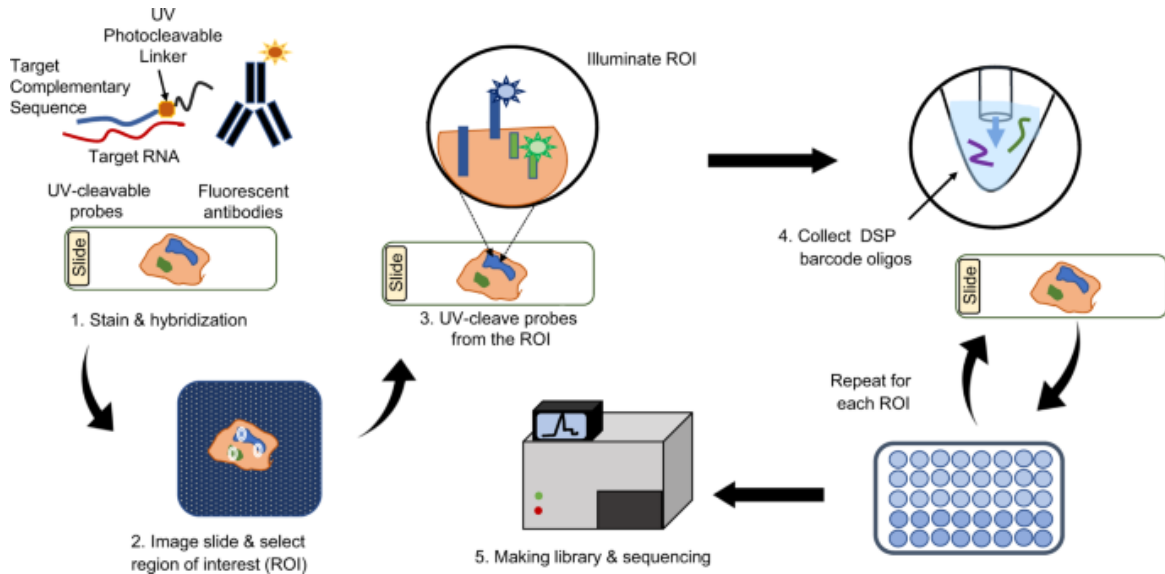 UV
Photocleavable
Linker
Target
Complementary
Sequence
Target RNA
UV-cleavable
probes
Fluorescent
antibodies
Slide
1. Stain & hybridization
2. Image slide & select
region of interest (ROI)
Illuminate ROI
Slide
3. UV-cleave probes
from the ROI
4. Collect DSP
barcode oligos
Slide
Repeat for
each ROI
5. Making library & sequencing